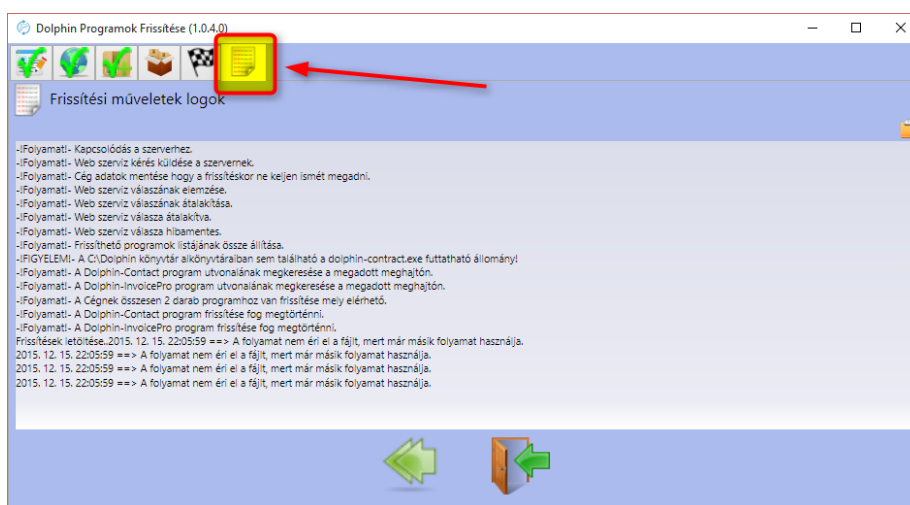 Dolphin Programok Frissítése (1.0.4.0)
Frissítési műveletek logok
-!Folyamat!- Kapcsolódás a szerverhez.
-!Folyamat!- Web szerviz kérés küldése a szervernek.
-!Folyamat!- Cég adatok mentése hogy a frissítéskor ne keljen ismét megadni.
-!Folyamat!- Web szerviz válaszának elemzése.
-!Folyamat!- Web szerviz válaszának átalakítása.
-!Folyamat!- Web szerviz válasza átalakítva.
-!Folyamat!- Web szerviz válasza hibamentes.
-!Folyamat!- Frissíthető programok listájának össze állítása.
-!FIGYELEM!- A C:\Dolphin könyvtár alkönyvtáraiban sem található a dolphin-contract.exe futtatható állomány!
-!Folyamat!- A Dolphin-Contact program utvonalának megkeresése a megadott meghajtón.
-!Folyamat!- A Dolphin-InvoicePro program utvonalának megkeresése a megadott meghajtón.
-!Folyamat!- A Cégnek összesen 2 darab programhoz van frissítése mely elérhető.
-!Folyamat!- A Dolphin-Contact program frissítése fog megtörténni.
-!Folyamat!- A Dolphin-InvoicePro program frissítése fog megtörténni.
Frissítések letöltése..2015. 12. 15. 22:05:59 ==> A folyamat nem éri el a fájlt, mert már másik folyamat használja.
2015. 12. 15. 22:05:59 ==> A folyamat nem éri el a fájlt, mert már másik folyamat használja.
2015. 12. 15. 22:05:59 ==> A folyamat nem éri el a fájlt, mert már másik folyamat használja.
2015. 12. 15. 22:05:59 ==> A folyamat nem éri el a fájlt, mert már másik folyamat használja.